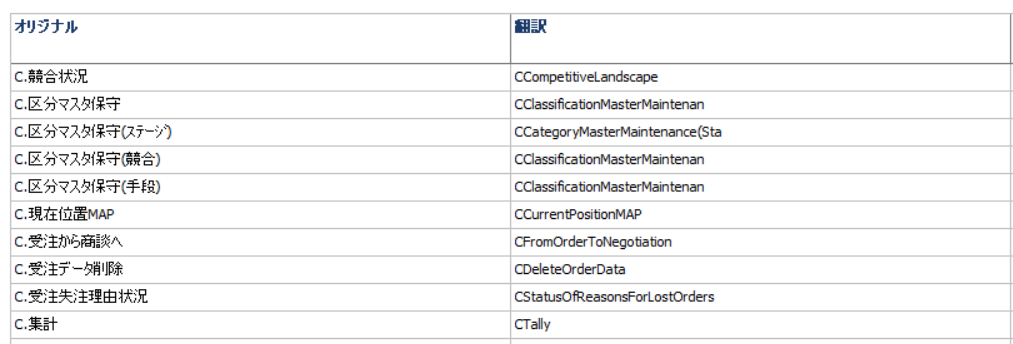 オリジナル 翻訳
C.競合状況 CCompetitiveLandscape
C.区分マスタ保守 CClassificationMasterMaintenan
C.区分マスタ保守(ステージ) CCategoryMasterMaintenance(Sta
C.区分マスタ保守(競合) CClassificationMasterMaintenan
C.区分マスタ保守(手段) CClassificationMasterMaintenan
C.現在位置MAP CCurrentPositionMAP
C.受注から商談へ CFromOrderToNegotiation
C.受注データ削除 CDeleteOrderData
C.受注失注理由状況 CStatusOfReasonsForLostOrders
C.集計 CTally